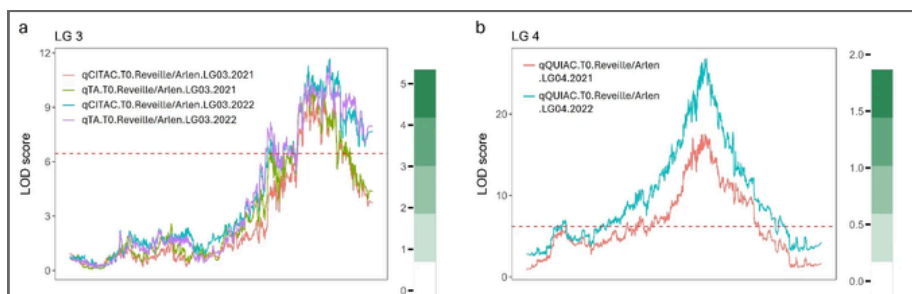 a
LG 3
LOD score
12
9
6
3
0
qCITAC.T0.Reveille/Arlen.LG03.2021
qTA.T0.Reveille/Arlen.LG03.2021
qCITAC.T0.Reveille/Arlen.LG03.2022
qTA.T0.Reveille/Arlen.LG03.2022
5
4
3
2
1
0
b
LG 4
LOD score
20
10
0
qQUIAC.T0.Reveille/Arlen
.LG04.2021
qQUIAC.T0.Reveille/Arlen
.LG04.2022
2.0
1.5
1.0
0.5
0.0